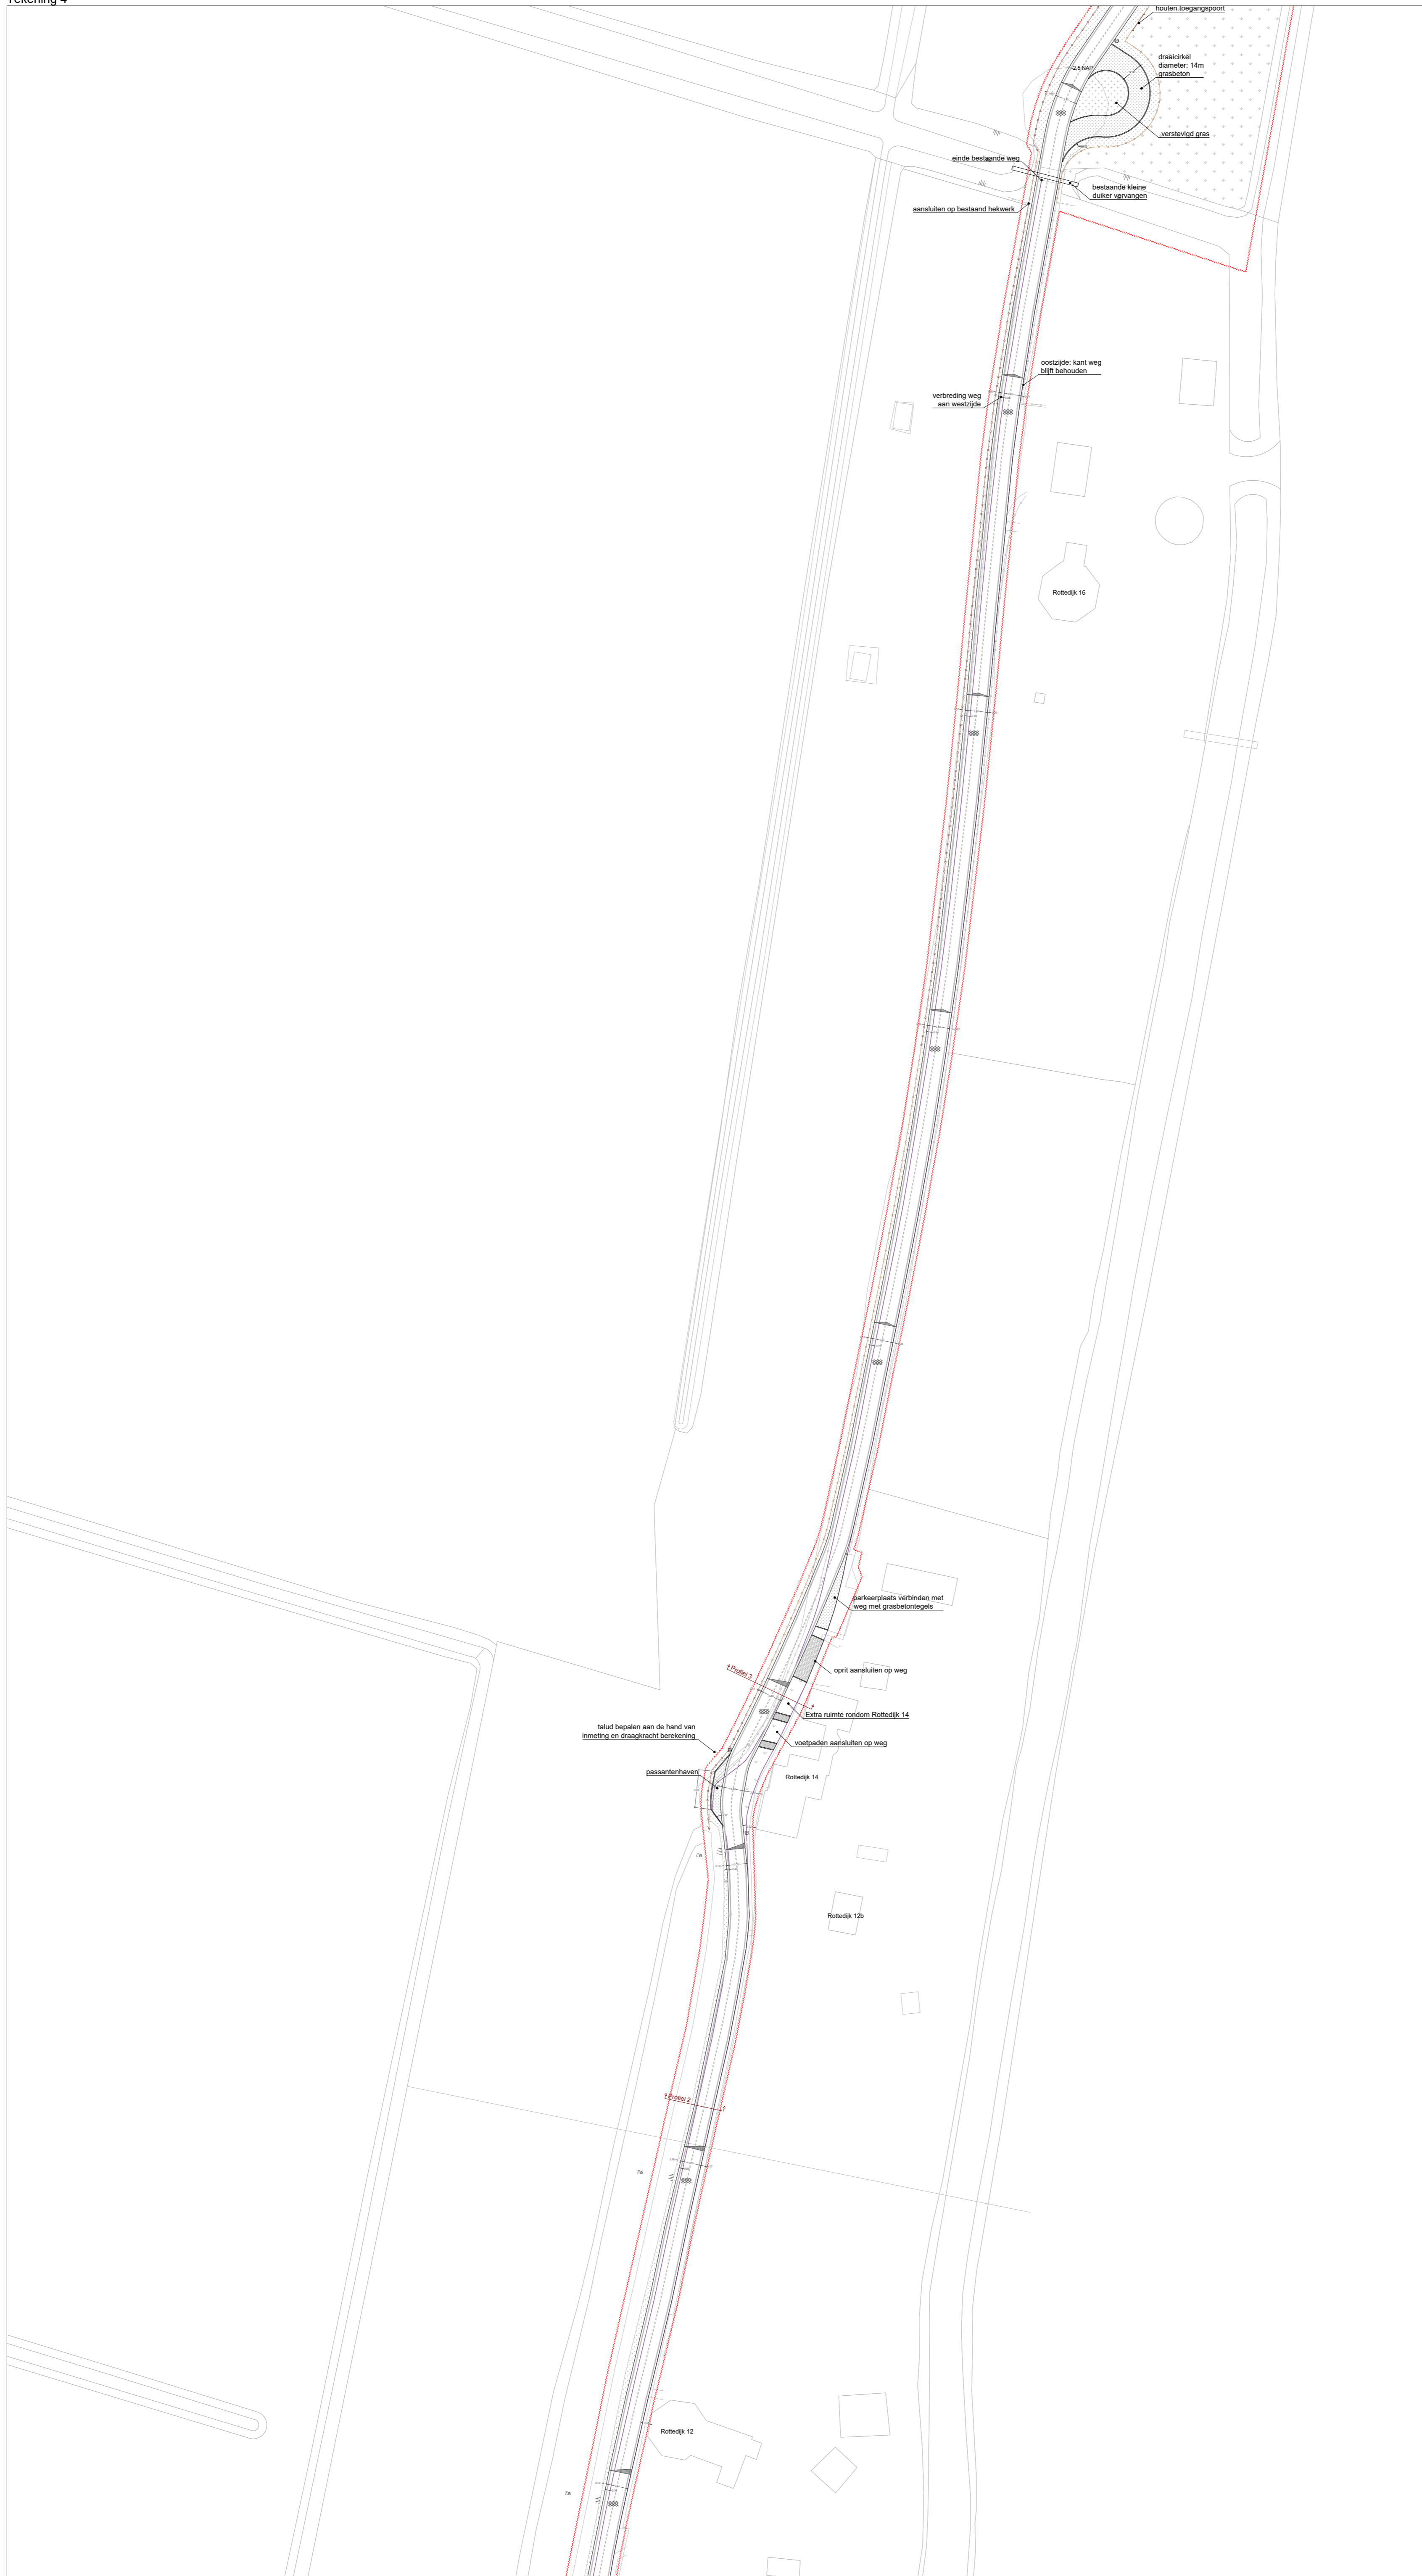 Tekening 4
houten toegangspoort
draaicirkel
diameter: 14m
grasbeton
-2.5 NAP
verstevigd gras
einde bestaande weg
bestaande kleine
duiker vervangen
aansluiten op bestaand hekwerk
oostzijde: kant weg
blijft behouden
verbreding weg
aan westzijde
Rottedijk 16
parkeerplaats verbinden met
weg met grasbetontegels
oprit aansluiten op weg
Profiel 3
Extra ruimte rondom Rottedijk 14
talud bepalen aan de hand van
inmeting en draagkracht berekening
voetpaden aansluiten op weg
passantenhaven
Rottedijk 14
Rottedijk 12b
Profiel 2
Rottedijk 12